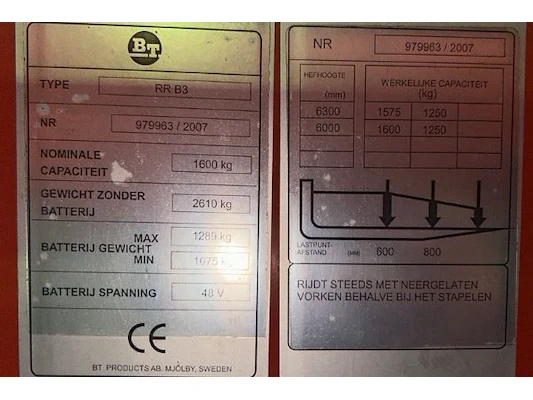 BT
TYPE RR B3
NR 979963 / 2007
NOMINALE
CAPACITEIT 1600 kg
GEWICHT ZONDER
BATTERIJ 2610 kg
BATTERIJ GEWICHT MAX 1289 kg
MIN 1075 kg
BATTERIJ SPANNING 48 V
CE
BT PRODUCTS AB. MJÖLBY, SWEDEN
NR 979963 / 2007
HEFHOOGTE
(mm)
WERKELIJKE CAPACITEIT
(kg)
6300 1575 1250
6000 1600 1250
LASTPUNT-
AFSTAND (MM) 600 800
RIJDT STEEDS MET NEERGELATEN
VORKEN BEHALVE BIJ HET STAPELEN